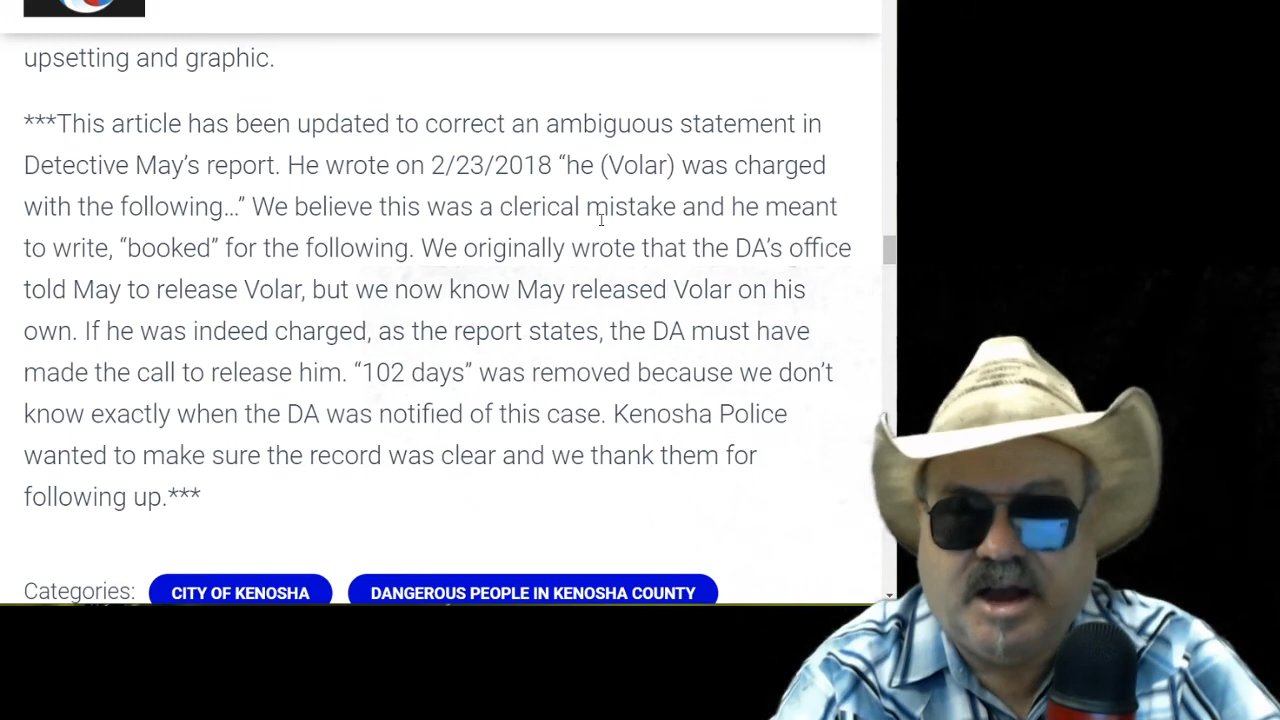 upsetting and graphic.
***This article has been updated to correct an ambiguous statement in
Detective May’s report. He wrote on 2/23/2018 “he (Volar) was charged
with the following…” We believe this was a clerical mistake and he meant
to write, “booked” for the following. We originally wrote that the DA’s office
told May to release Volar, but we now know May released Volar on his
own. If he was indeed charged, as the report states, the DA must have
made the call to release him. “102 days” was removed because we don’t
know exactly when the DA was notified of this case. Kenosha Police
wanted to make sure the record was clear and we thank them for
following up.***
Categories: CITY OF KENOSHA DANGEROUS PEOPLE IN KENOSHA COUNTY